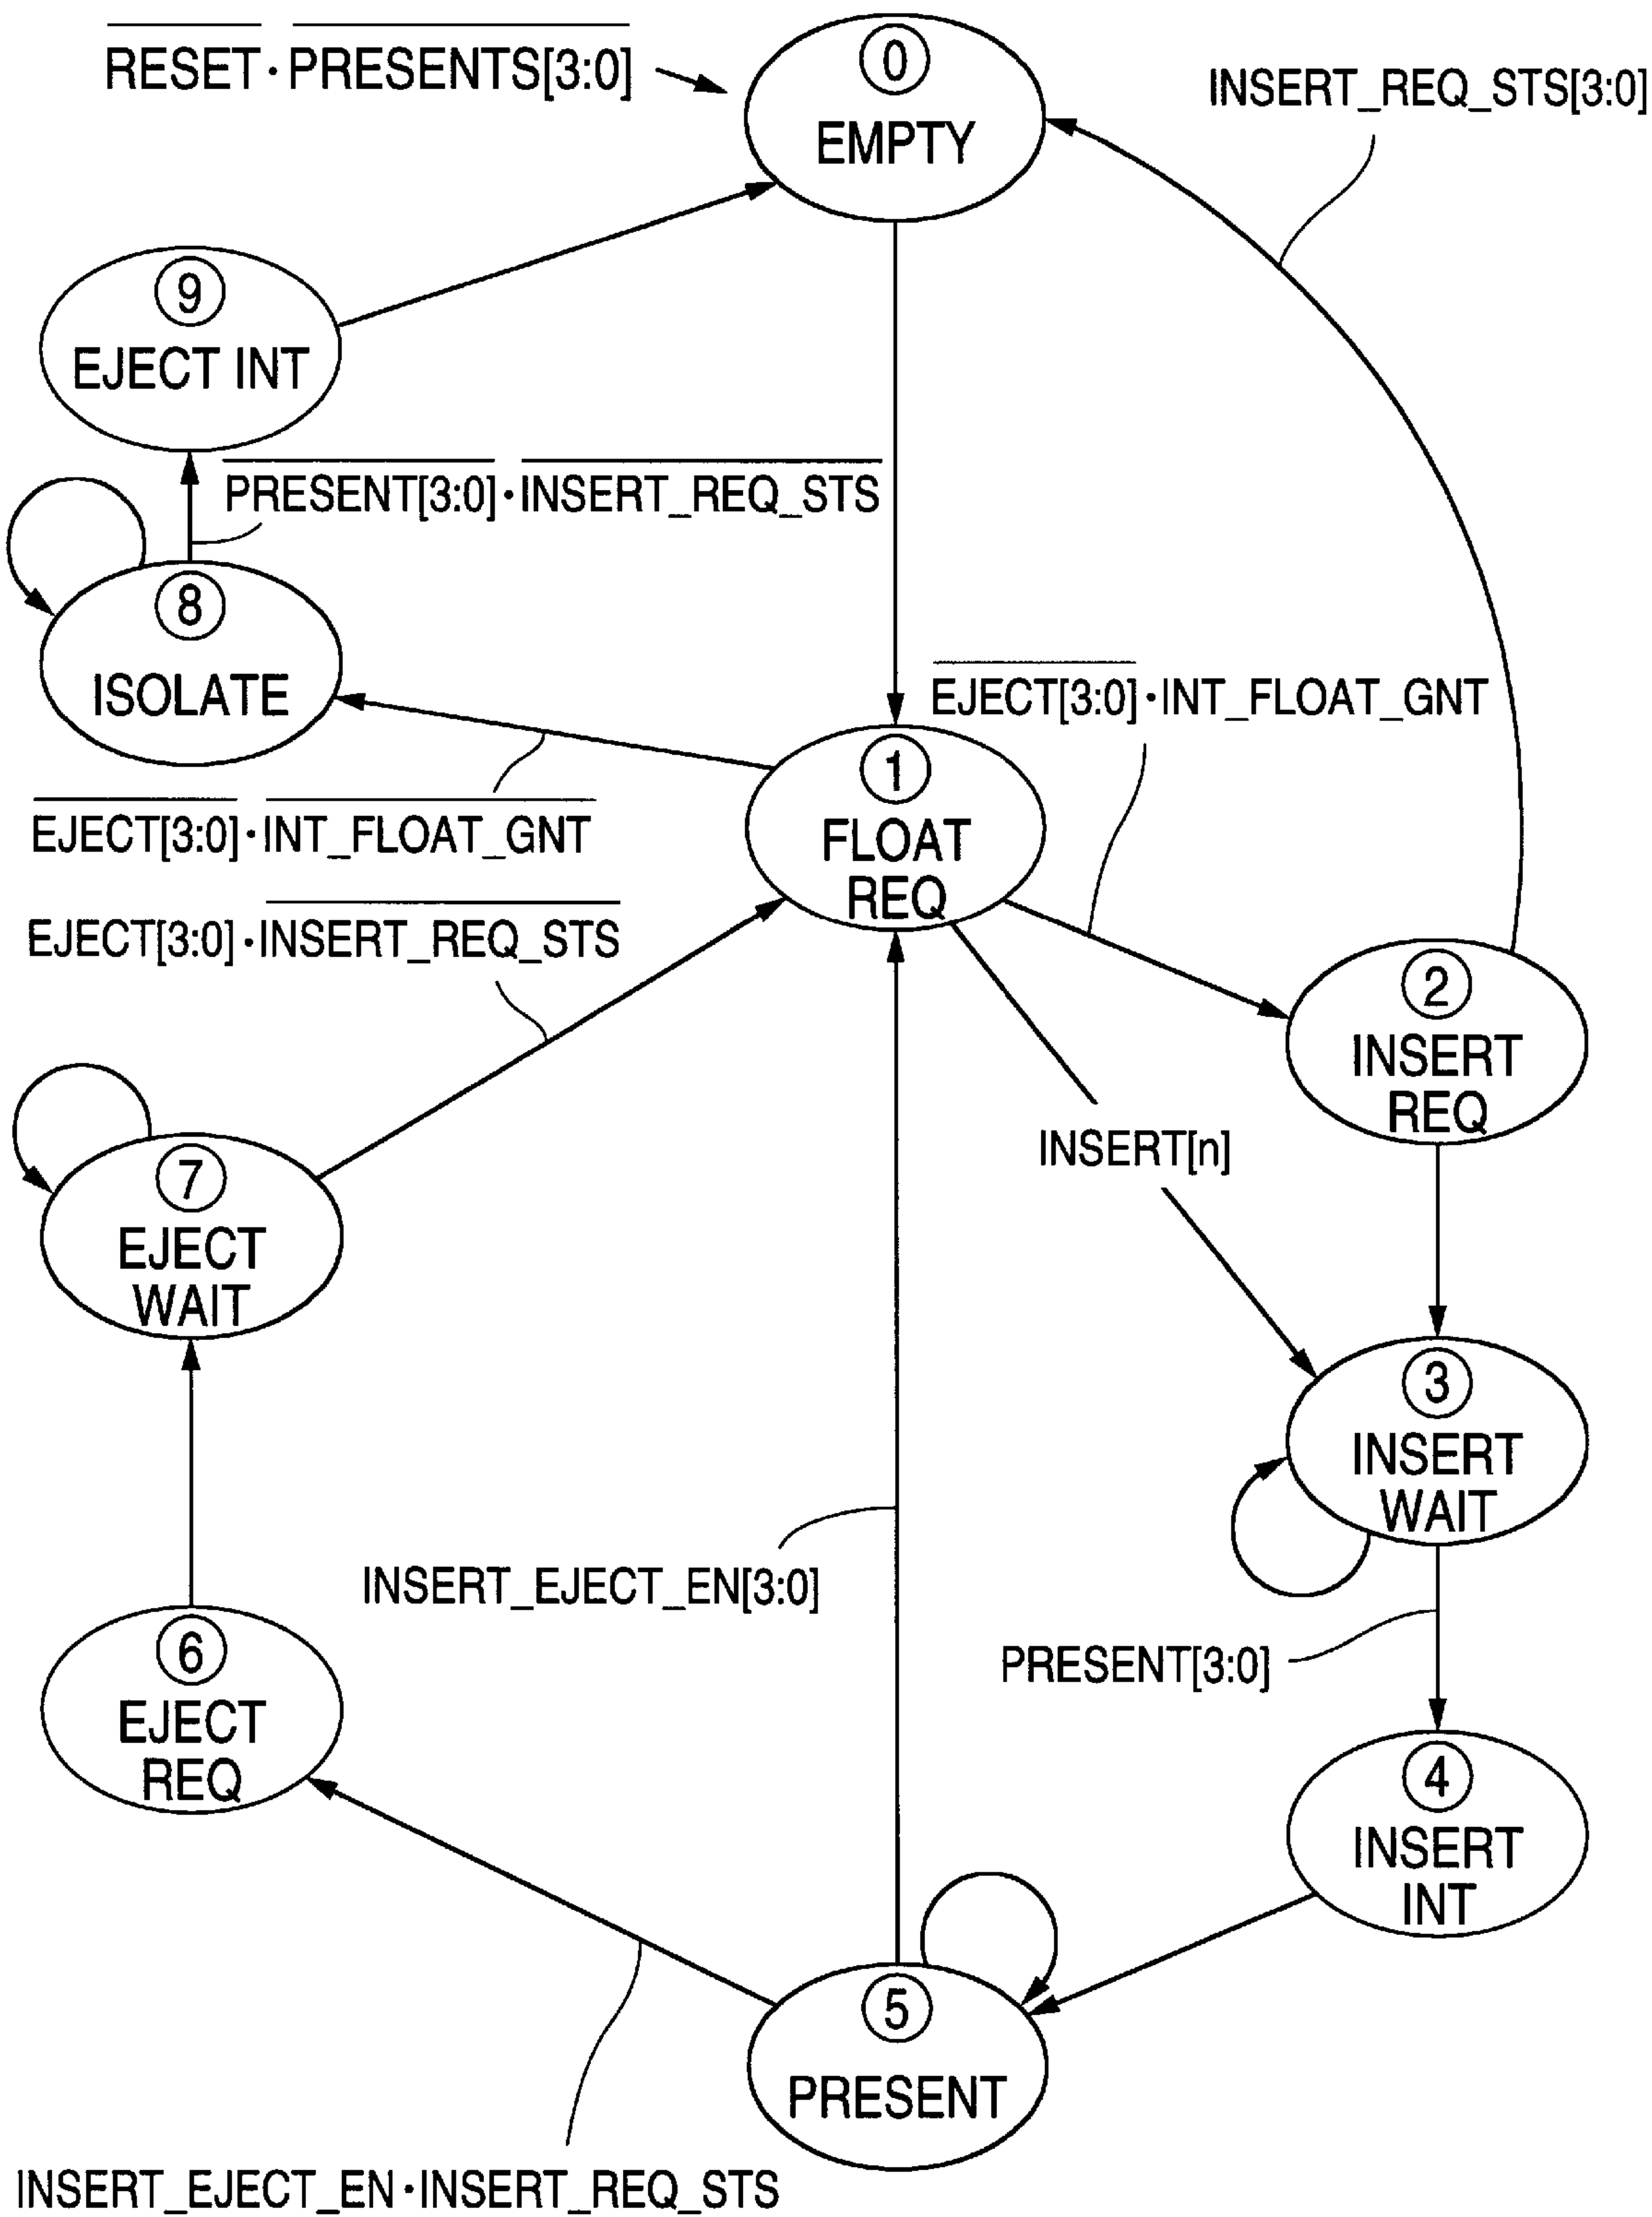 RESET · PRESENTS[3:0]
0
EMPTY
INSERT_REQ_STS[3:0]
9
EJECT INT
PRESENT[3:0] · INSERT_REQ_STS
8
ISOLATE
EJECT[3:0] · INT_FLOAT_GNT
1
FLOAT
REQ
EJECT[3:0] · INT_FLOAT_GNT
EJECT[3:0] · INSERT_REQ_STS
2
INSERT
REQ
INSERT[n]
7
EJECT
WAIT
3
INSERT
WAIT
INSERT_EJECT_EN[3:0]
PRESENT[3:0]
6
EJECT
REQ
4
INSERT
INT
5
PRESENT
INSERT_EJECT_EN · INSERT_REQ_STS